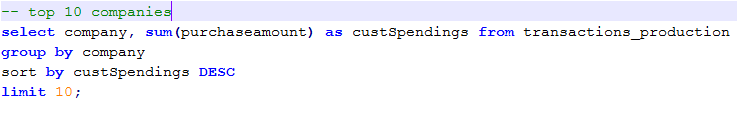 -- top 10 companies
select company, sum(purchaseamount) as custSpendings from transactions_production
group by company
sort by custSpendings DESC
limit 10;